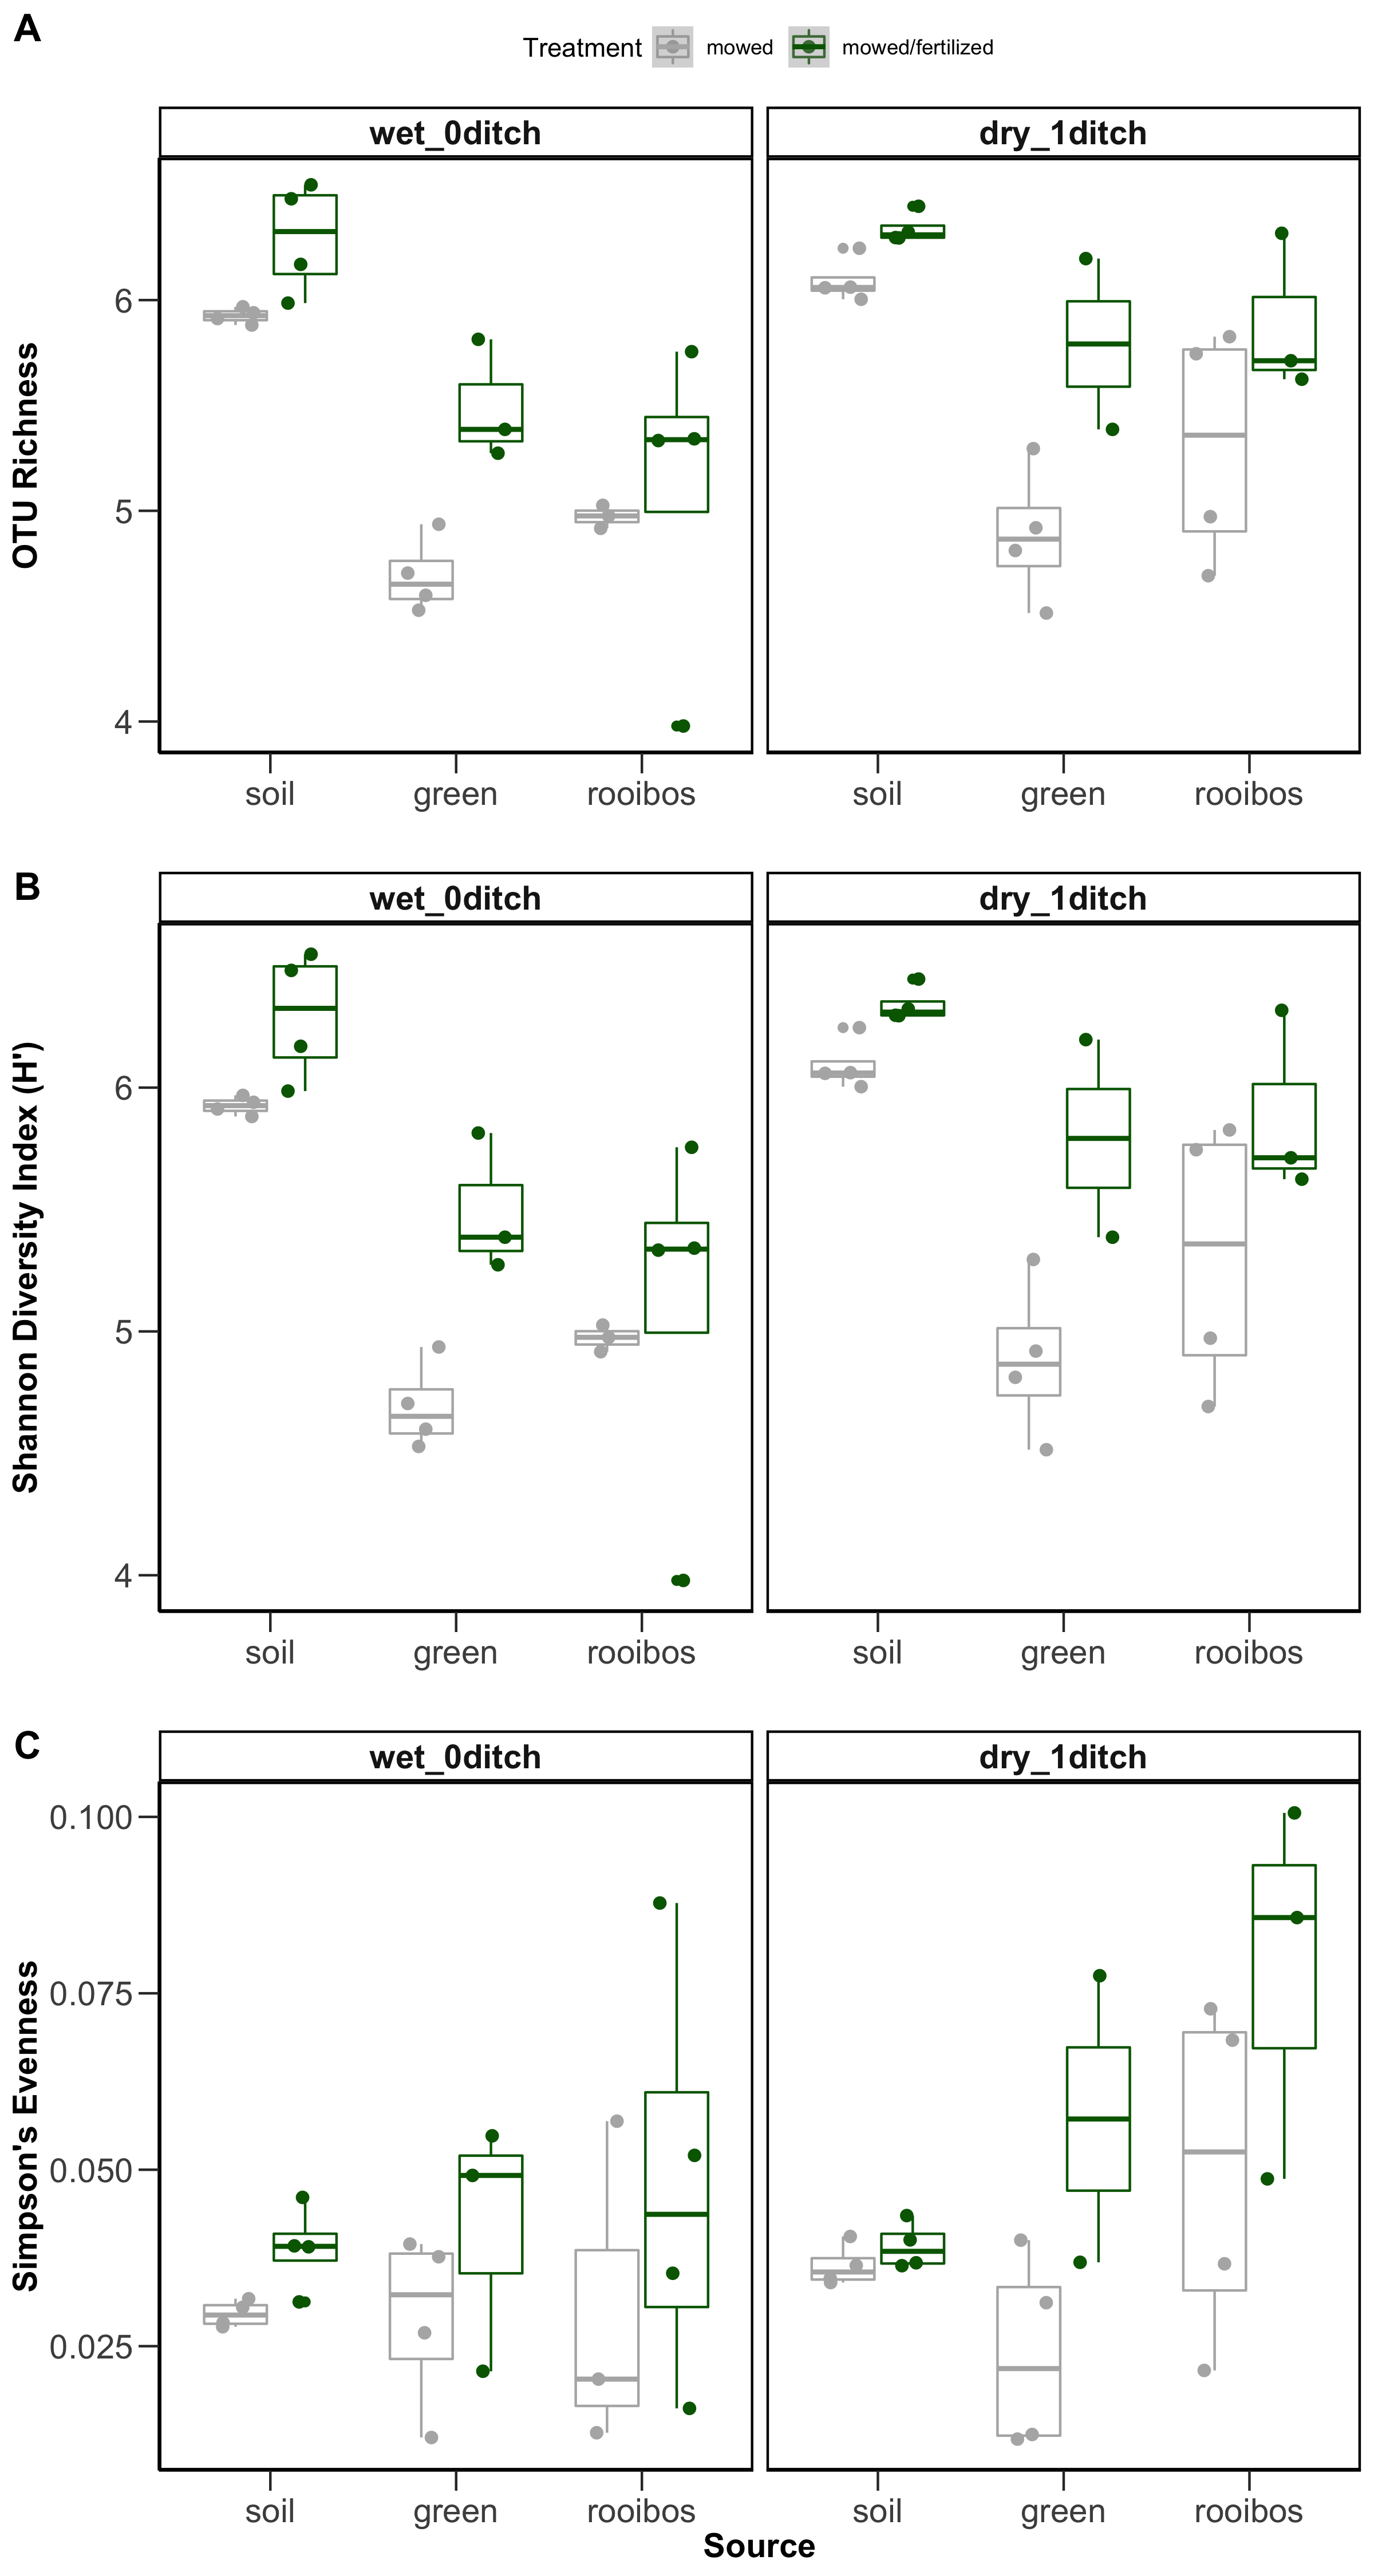 A
Treatment mowed mowed/fertilized
wet_0ditch dry_1ditch
OTU Richness
6
5
4
soil green rooibos soil green rooibos
B
wet_0ditch dry_1ditch
Shannon Diversity Index (H')
6
5
4
soil green rooibos soil green rooibos
C
wet_0ditch dry_1ditch
Simpson's Evenness
0.100
0.075
0.050
0.025
soil green rooibos soil green rooibos
Source